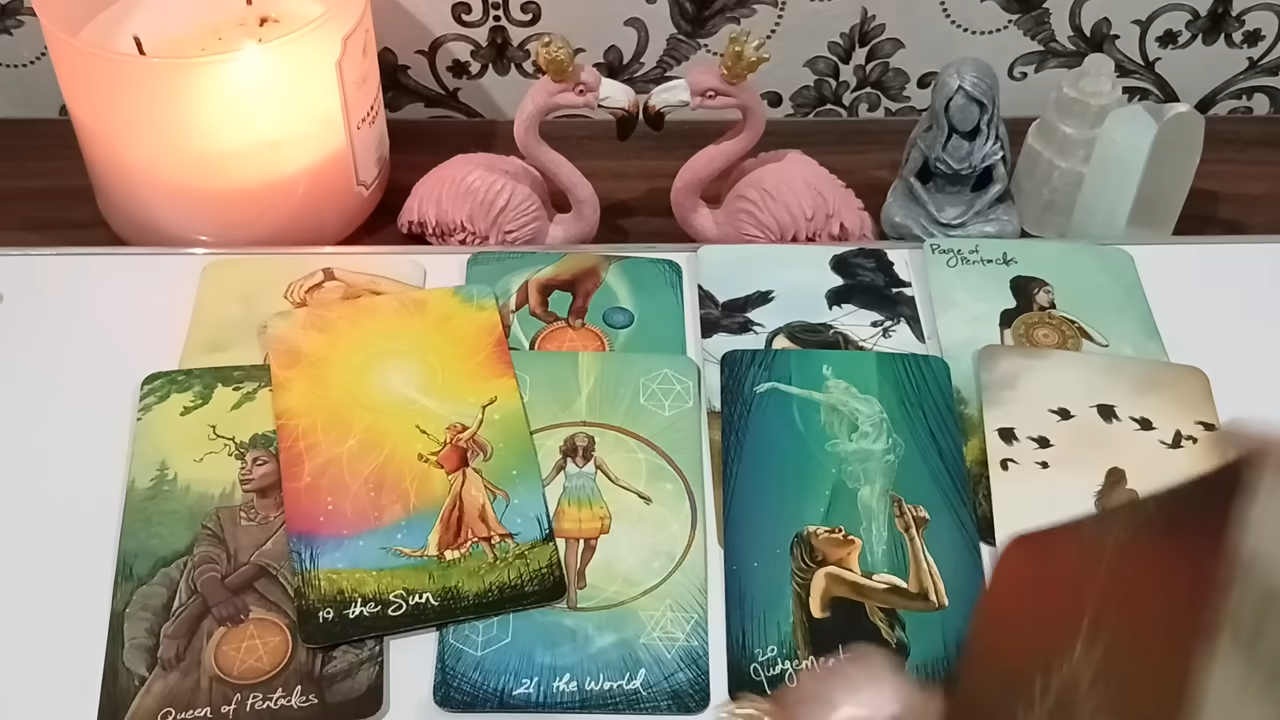 Page of
Pentacles
19. the Sun
20
Judgement
21. the World
Queen of Pentacles